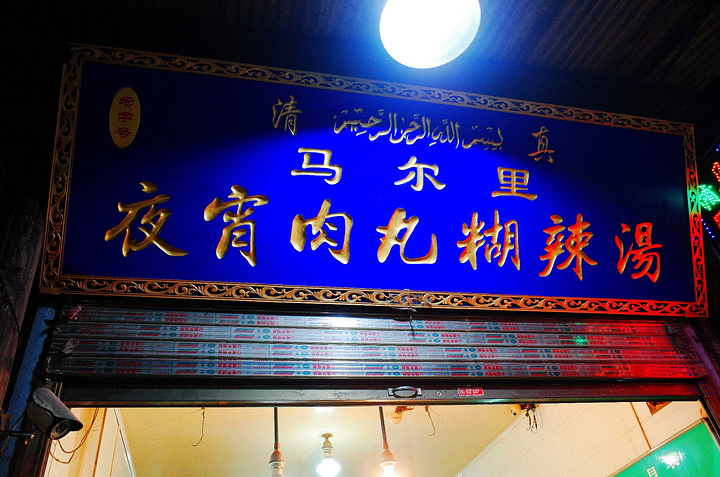 老字号
清 بسم الله الرحمن الرحيم 真
马尔里
夜宵肉丸糊辣湯